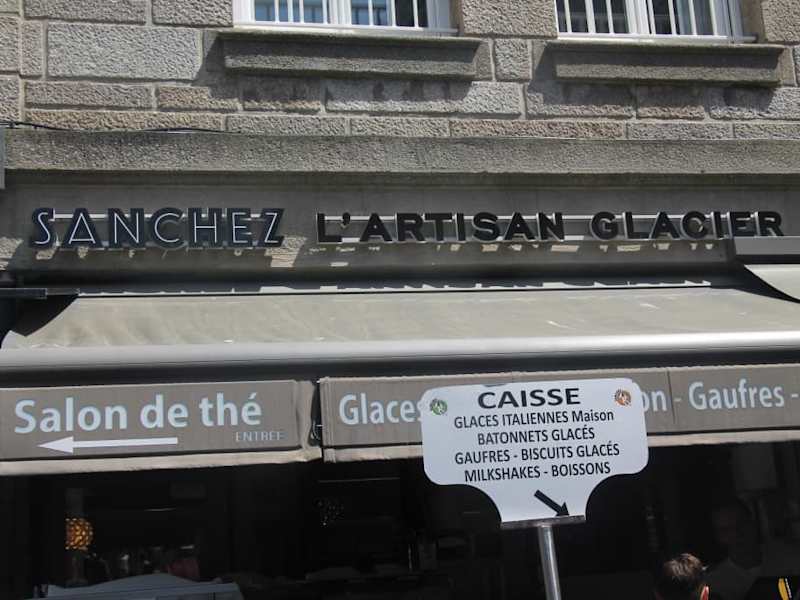 SANCHEZ L'ARTISAN GLACIER
Salon de thé
ENTRÉE
Glaces on - Gaufres -
CAISSE
GLACES ITALIENNES Maison
BATONNETS GLACÉS
GAUFRES - BISCUITS GLACÉS
MILKSHAKES - BOISSONS